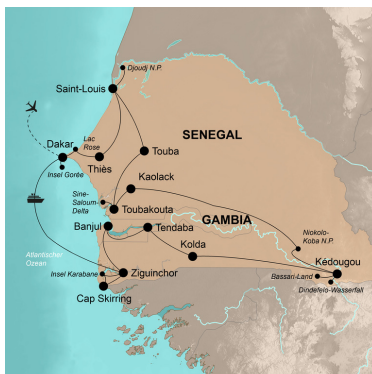 Djoudj N.P.
Saint-Louis
SENEGAL
Lac
Rose
Dakar
Touba
Thiès
Insel Gorée
Kaolack
Sine-
Saloum-
Delta
Toubakouta
GAMBIA
Banjul
Tendaba
Niokolo-
Koba N.P.
Kolda
Atlantischer
Ozean
Insel Karabane
Ziguinchor
Kédougou
Bassari-Land
Dindefelo-Wasserfall
Cap Skirring